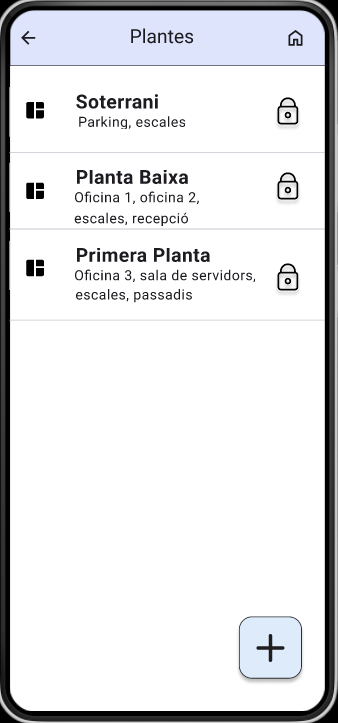 Plantes
Soterrani
Parking, escales
Planta Baixa
Oficina 1, oficina 2,
escales, recepció
Primera Planta
Oficina 3, sala de servidors,
escales, passadis